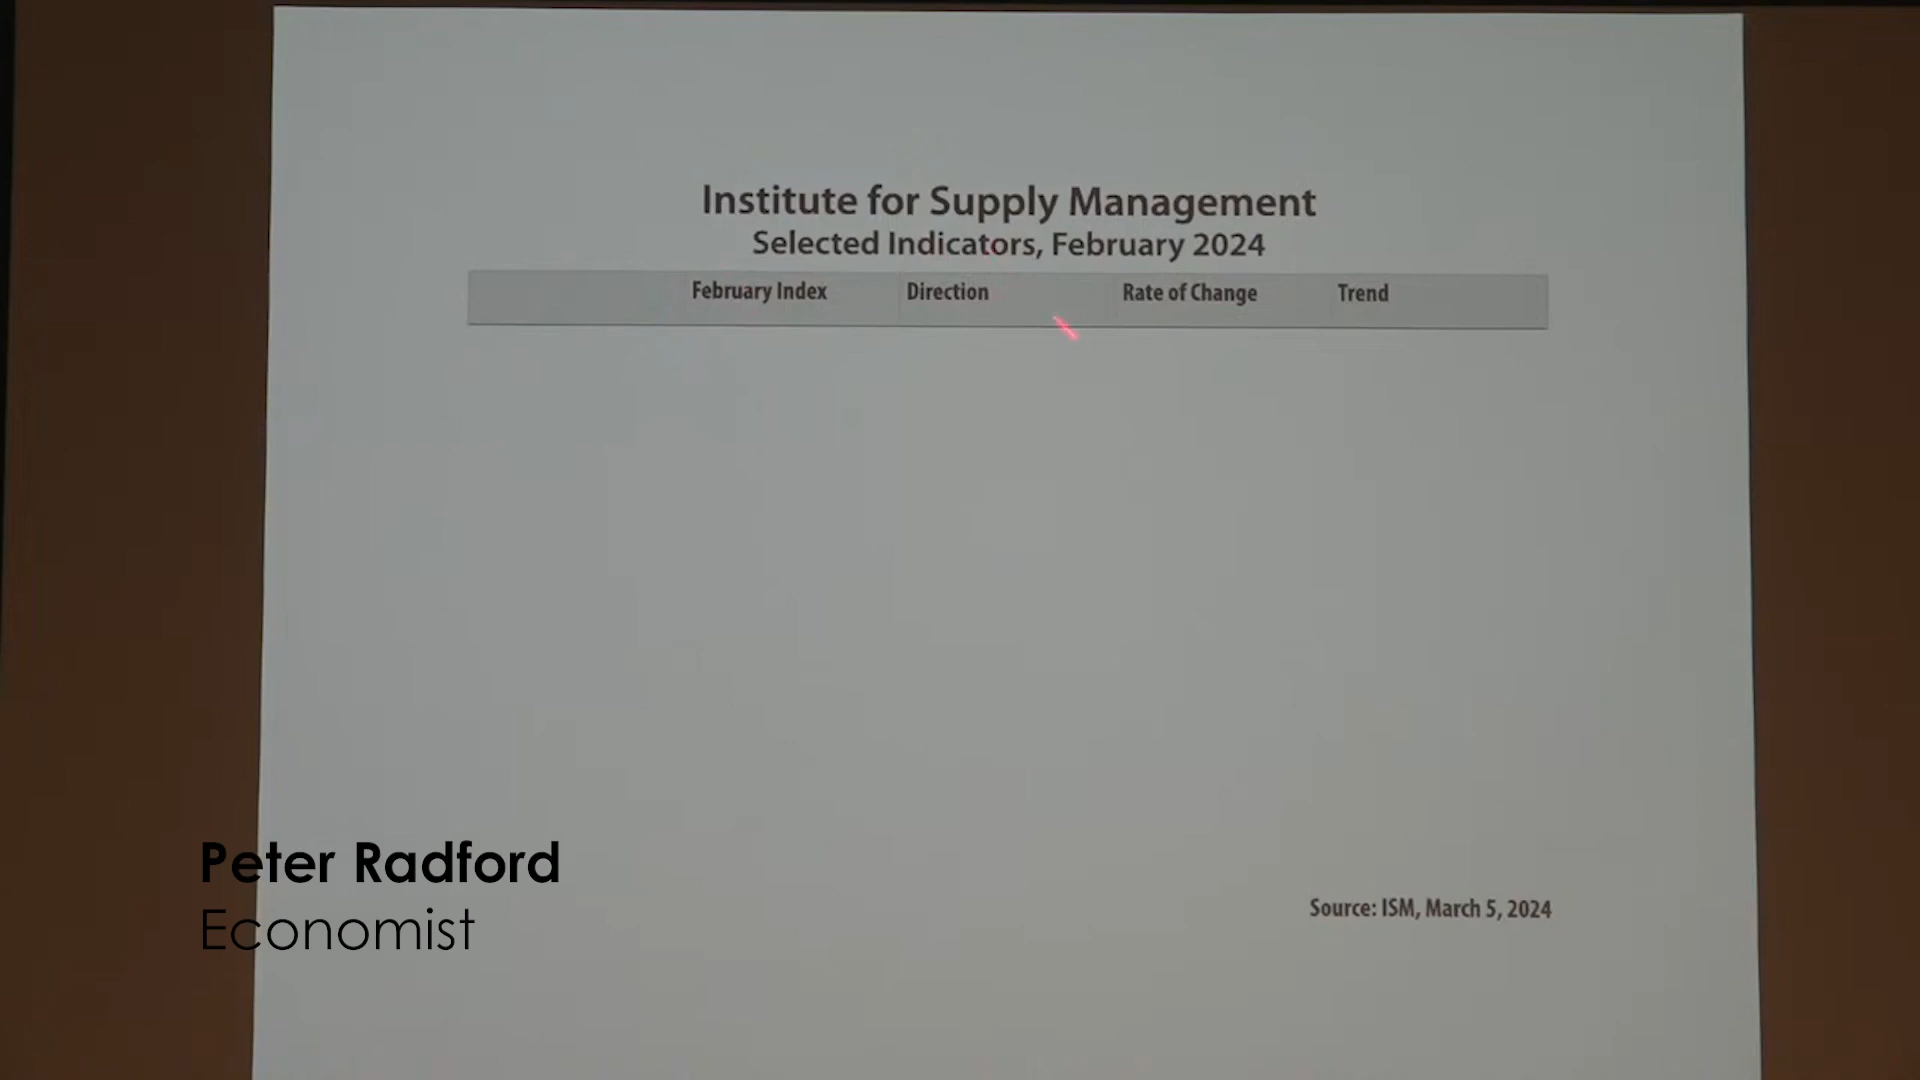 Institute for Supply Management
Selected Indicators, February 2024
February Index Direction Rate of Change Trend
Peter Radford
Economist
Source: ISM, March 5, 2024